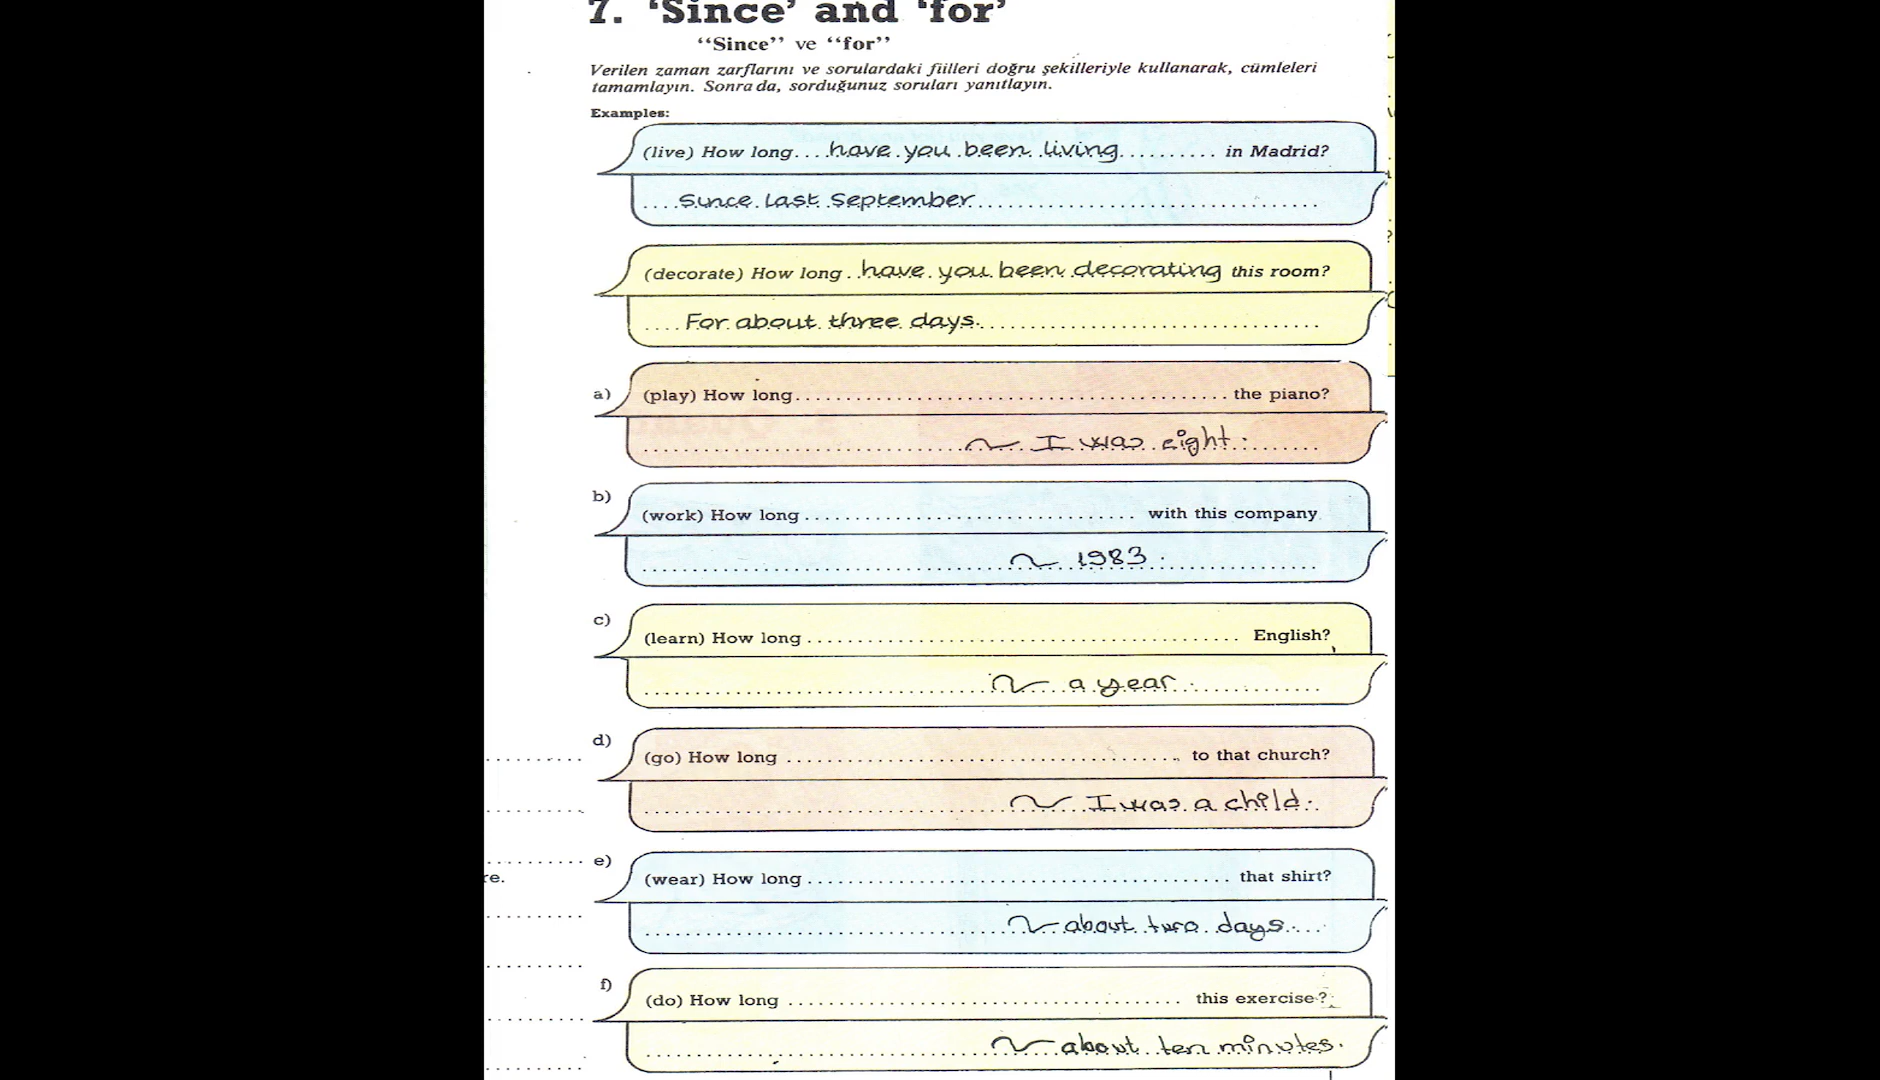 7. ‘Since’ and ‘for’
“Since” ve “for”
Verilen zaman zarflarını ve sorulardaki fiilleri doğru şekilleriyle kullanarak, cümleleri
tamamlayın. Sonra da, sorduğunuz soruları yanıtlayın.
Examples:
(live) How long....have you been living.......... in Madrid?
....Since last September..................................
(decorate) How long ..have you been decorating this room?
....For about three days...................................
a) (play) How long........................................... the piano?
................................~ I was eight.........
b) (work) How long ................................. with this company
....................................~ 1983................
c) (learn) How long ........................................... English?
..................................~ a year...............
d) (go) How long ....................................... to that church?
....................................~ I was a child..
e) (wear) How long .......................................... that shirt?
re.
....................................~ about two days....
f) (do) How long ....................................... this exercise?
..................................~ about ten minutes.